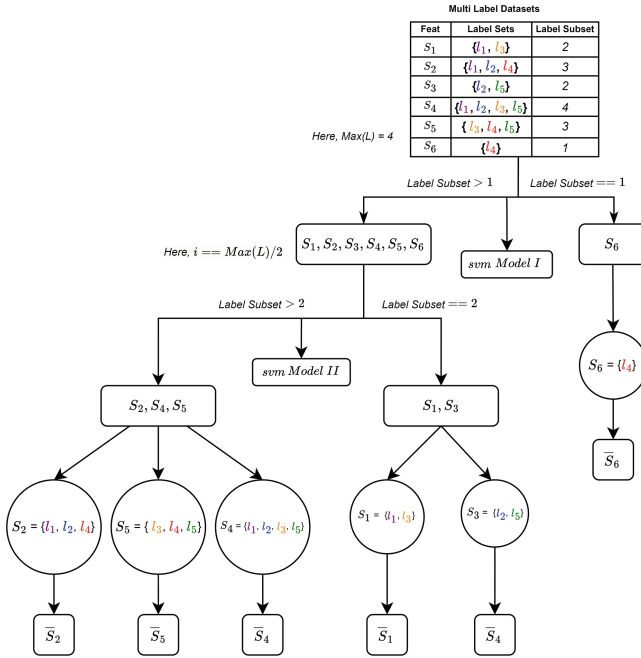 Multi Label Datasets
Feat Label Sets Label Subset
S₁ {l₁, l₃} 2
S₂ {l₁, l₂, l₄} 3
S₃ {l₂, l₅} 2
S₄ {l₁, l₂, l₃, l₅} 4
S₅ {l₃, l₄, l₅} 3
S₆ {l₄} 1
Here, Max(L) = 4
Label Subset > 1 Label Subset == 1
Here, i == Max(L)/2
S₁, S₂, S₃, S₄, S₅, S₆
svm Model I
S₆
Label Subset > 2 Label Subset == 2
svm Model II
S₆ = {l₄}
S₂, S₄, S₅
S₁, S₃
S̅₆
S₂ = {l₁, l₂, l₄}
S₅ = {l₃, l₄, l₅}
S₄ = {l₁, l₂, l₃, l₅}
S₁ = {l₁, l₃}
S₃ = {l₂, l₅}
S̅₂
S̅₅
S̅₄
S̅₁
S̅₄